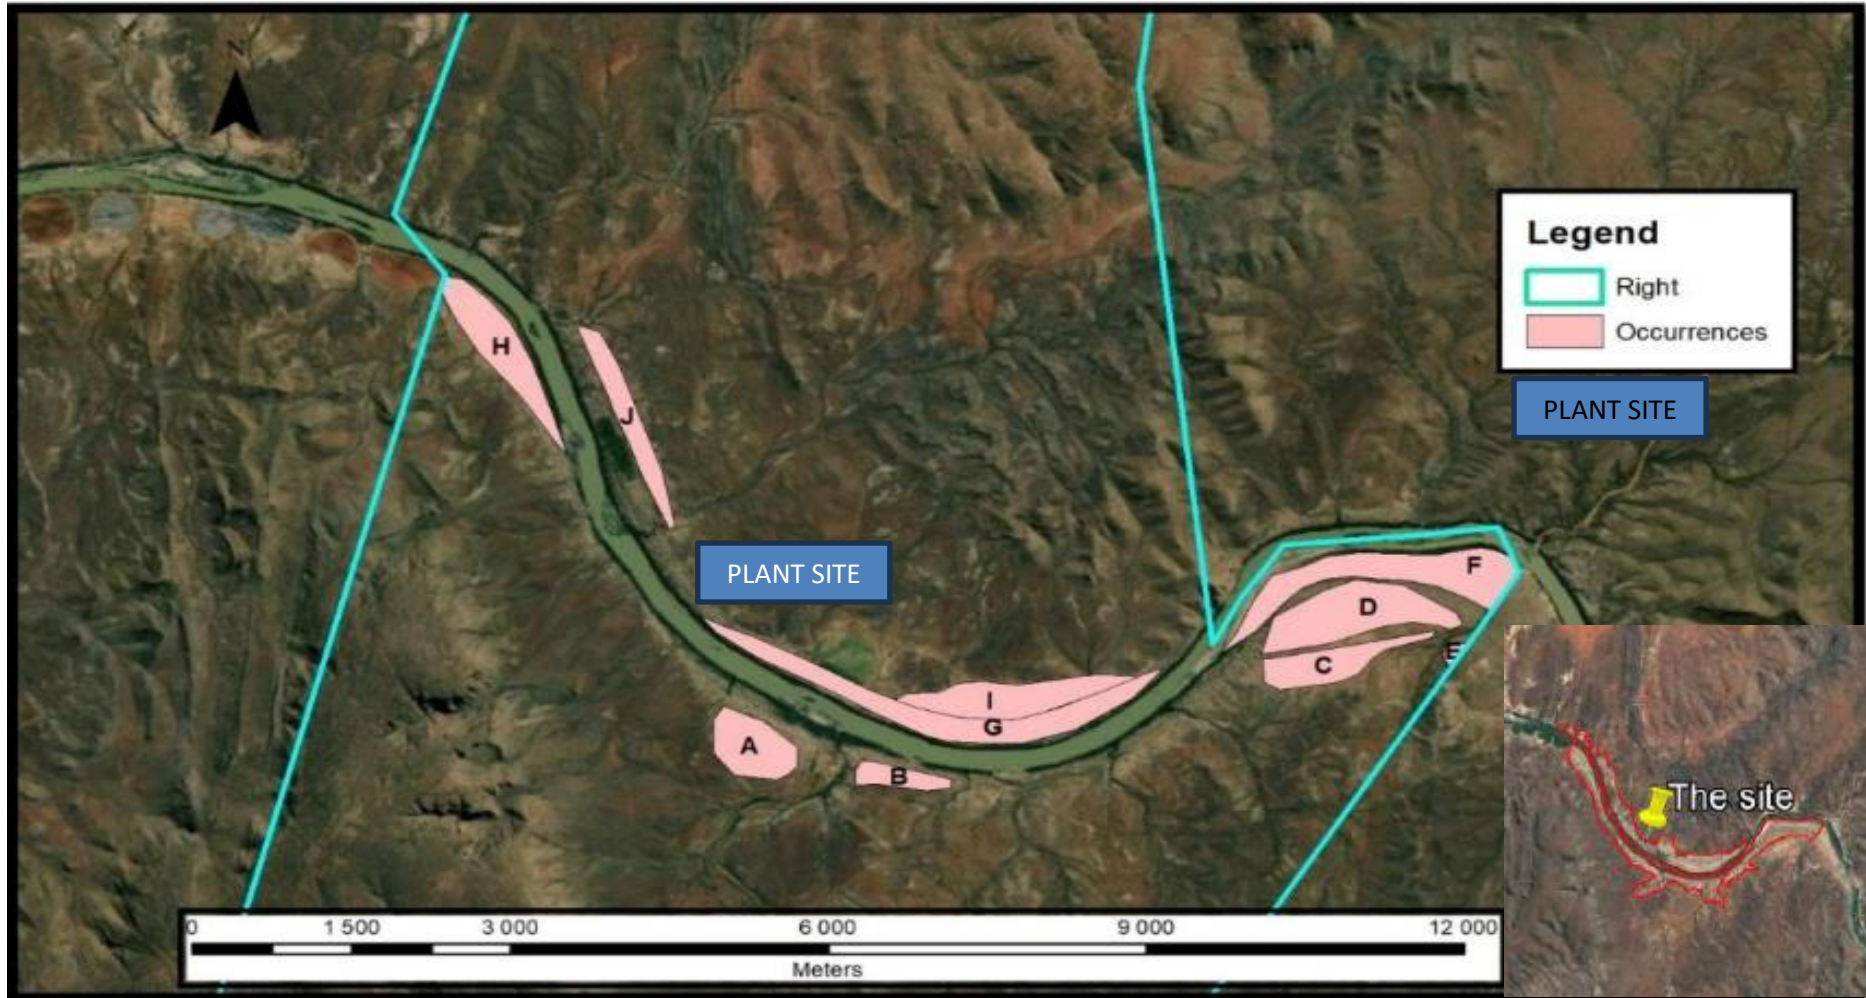 N
Legend
Right
Occurrences
PLANT SITE
H
J
PLANT SITE
F
D
E
C
I
G
A
B
The site
0 1 500 3 000 6 000 9 000 12 000
Meters